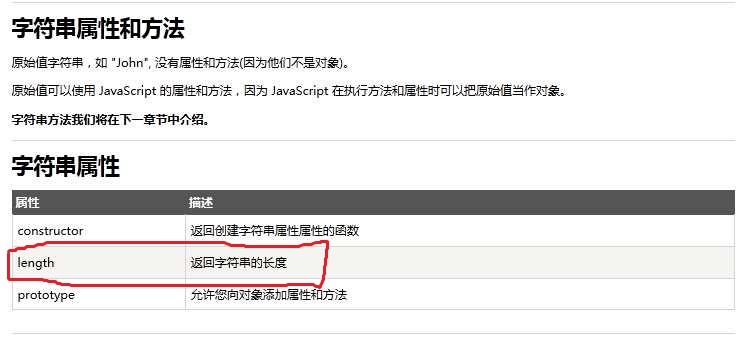 字符串属性和方法
原始值字符串，如 "John", 没有属性和方法(因为他们不是对象)。
原始值可以使用 JavaScript 的属性和方法，因为 JavaScript 在执行方法和属性时可以把原始值当作对象。
字符串方法我们将在下一章节中介绍。
字符串属性
属性 描述
constructor 返回创建字符串属性属性的函数
length 返回字符串的长度
prototype 允许您向对象添加属性和方法